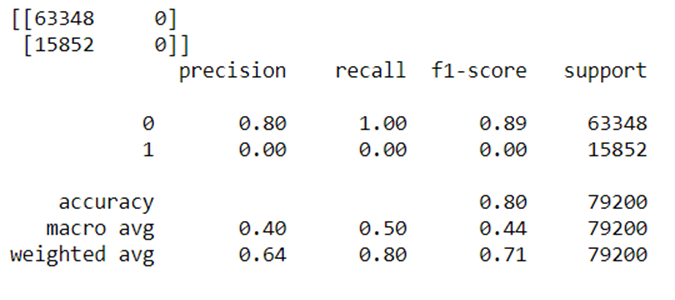 [[63348 0]
[15852 0]]
precision recall f1-score support
0 0.80 1.00 0.89 63348
1 0.00 0.00 0.00 15852
accuracy 0.80 79200
macro avg 0.40 0.50 0.44 79200
weighted avg 0.64 0.80 0.71 79200